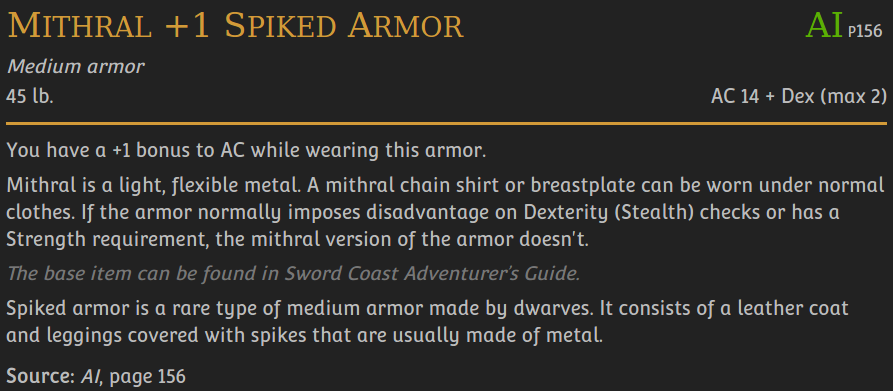 Mithral +1 Spiked Armor AI P156
Medium armor
45 lb. AC 14 + Dex (max 2)
You have a +1 bonus to AC while wearing this armor.
Mithral is a light, flexible metal. A mithral chain shirt or breastplate can be worn under normal
clothes. If the armor normally imposes disadvantage on Dexterity (Stealth) checks or has a
Strength requirement, the mithral version of the armor doesn't.
The base item can be found in Sword Coast Adventurer's Guide.
Spiked armor is a rare type of medium armor made by dwarves. It consists of a leather coat
and leggings covered with spikes that are usually made of metal.
Source: AI, page 156